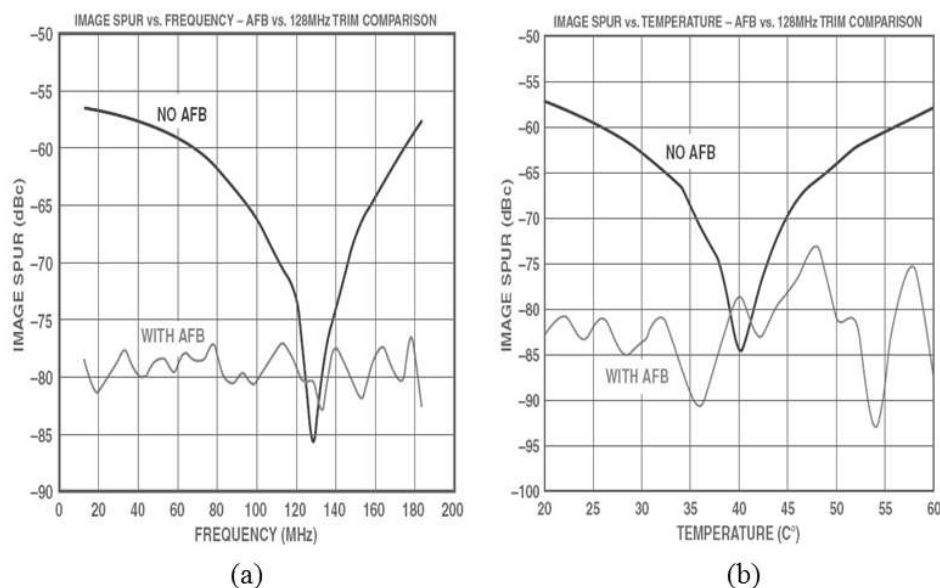 IMAGE SPUR vs. FREQUENCY – AFB vs. 128MHz TRIM COMPARISON
–50
–55
–60
–65
–70
–75
–80
–85
–90
IMAGE SPUR (dBc)
NO AFB
WITH AFB
0 20 40 60 80 100 120 140 160 180 200
FREQUENCY (MHz)
(a)
IMAGE SPUR vs. TEMPERATURE – AFB vs. 128MHz TRIM COMPARISON
–50
–55
–60
–65
–70
–75
–80
–85
–90
–95
–100
IMAGE SPUR (dBc)
NO AFB
WITH AFB
20 25 30 35 40 45 50 55 60
TEMPERATURE (C°)
(b)